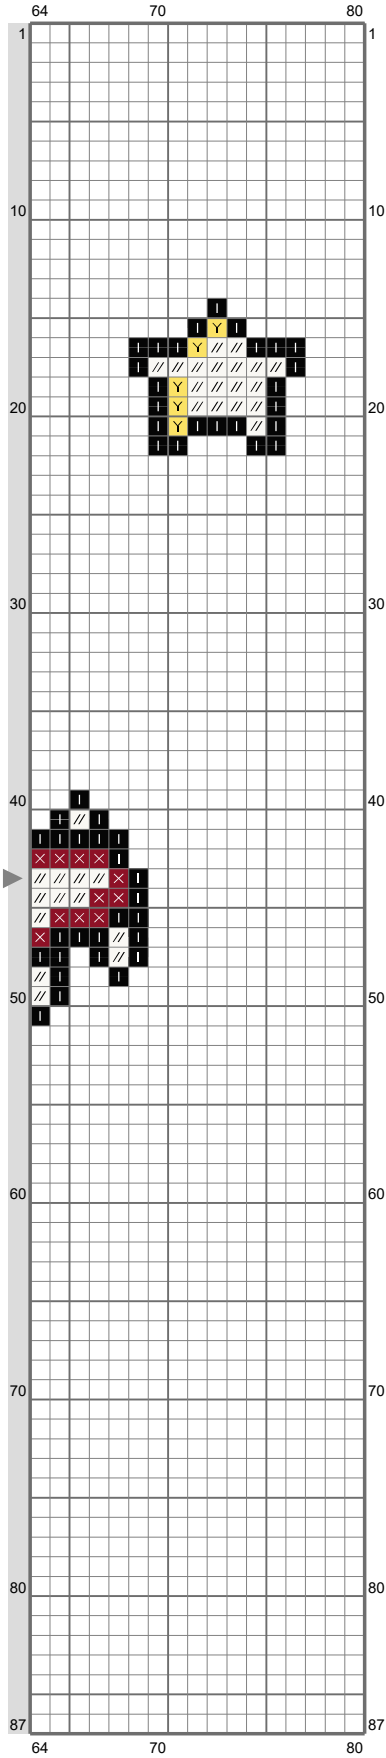 64 70 80
1 1
10 10
I
I Y I
I I I Y // // I I I
I // // // // // // // I
I Y // // // // I
20 I Y // // // // I 20
I Y I I I // I
I I I I
30 30
40 I 40
I // I
I I I I I
X X X X I
// // // // X I
// // // X X I
// X X X I I
X I I I // I
I I I // I
// I I
50 // I 50
I
60 60
70 70
80 80
87 87
64 70 80